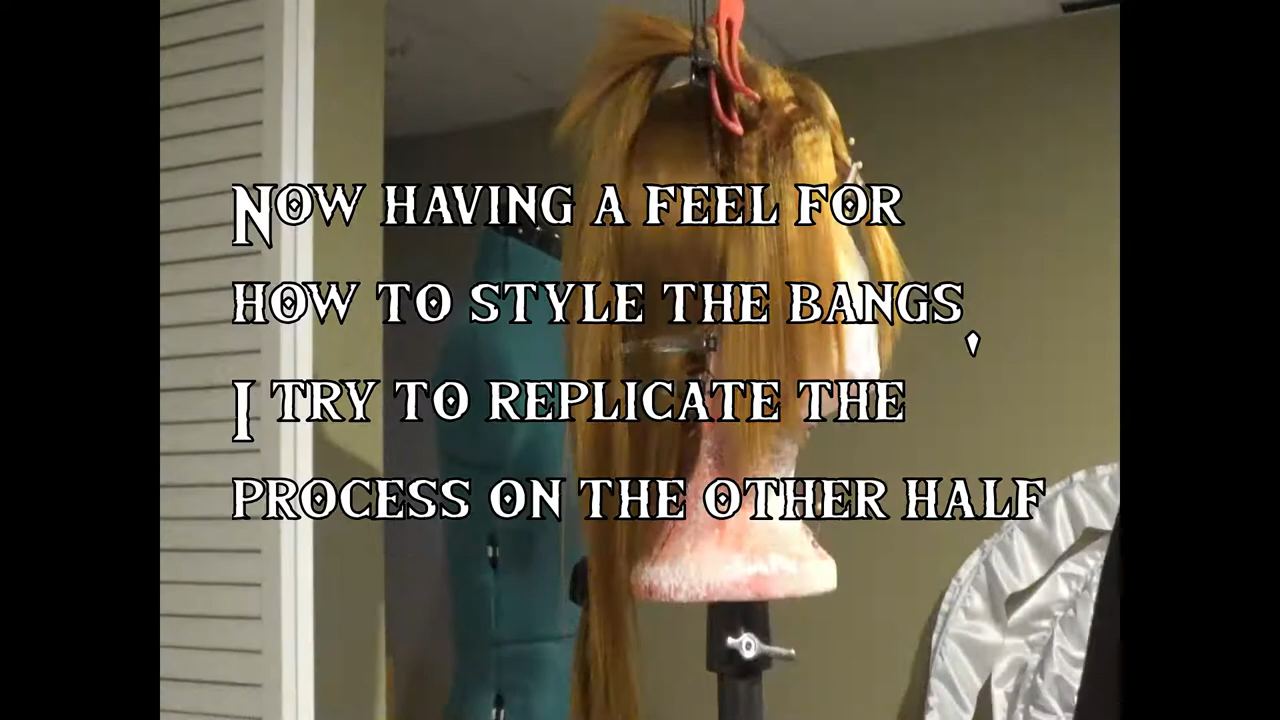 Now having a feel for
how to style the bangs,
I try to replicate the
process on the other half